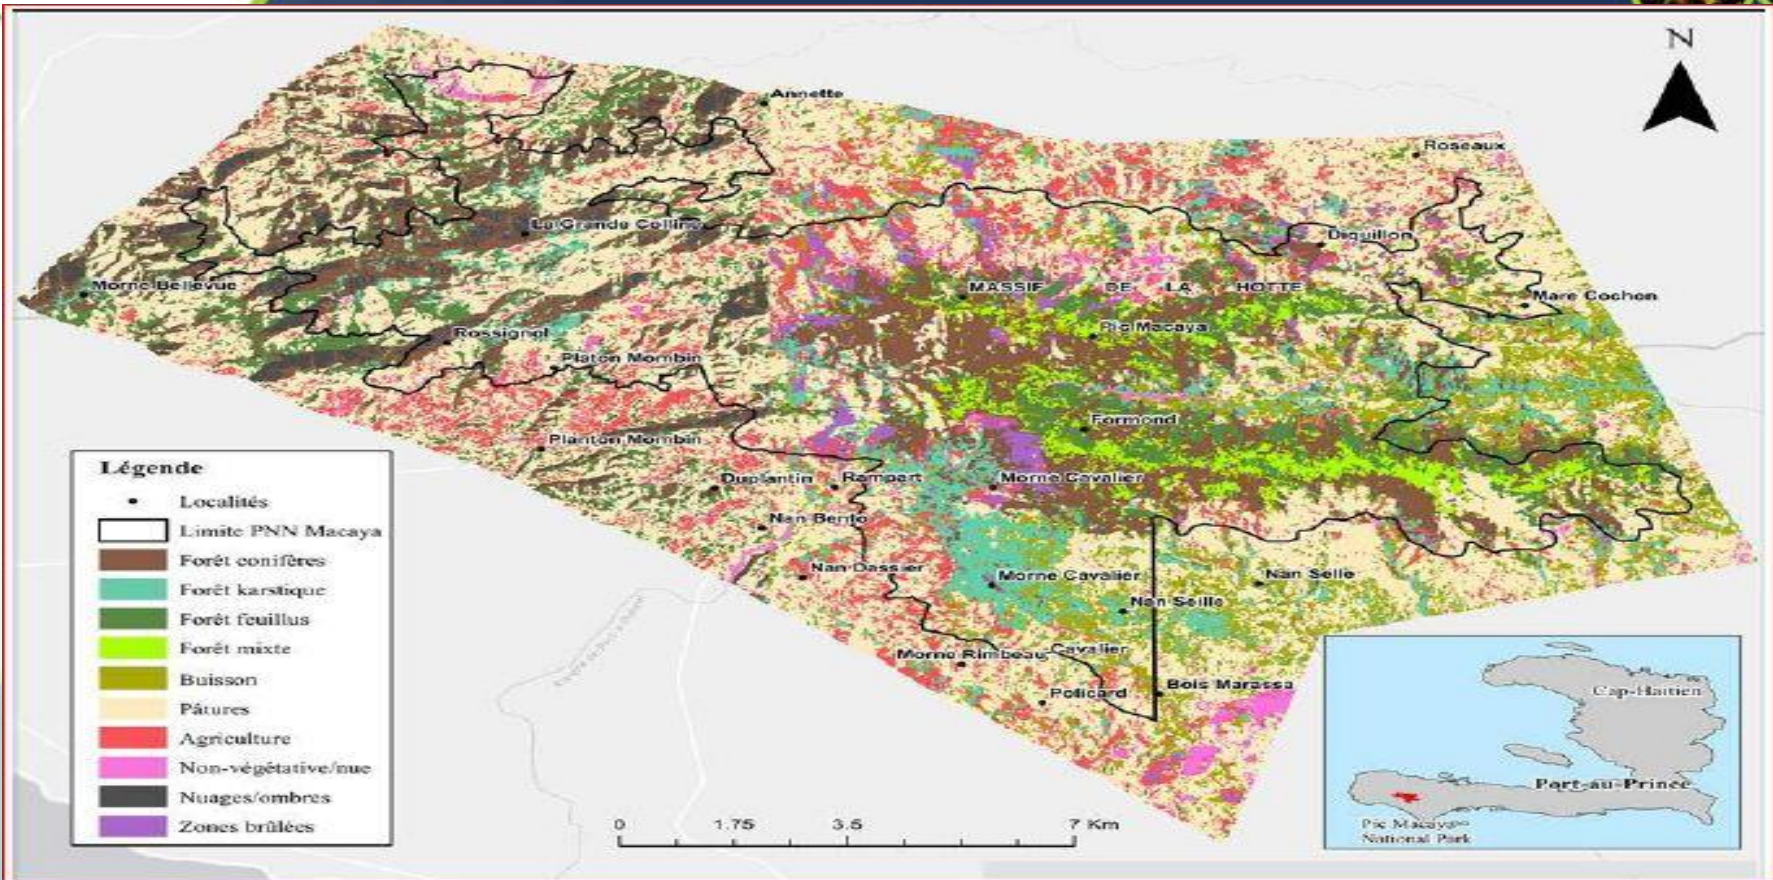 N
Annette
Roseaux
La Grande Colline
Diquillon
Morne Bellevue
MASSIF DE LA HOTTE
Mare Cochon
Rossignol
Pic Macaya
Platon Mombin
Formond
Planton Mombin
Duplantin
Rampart
Morne Cavalier
Nan Bento
Nan Dassier
Morne Cavalier
Nan Selle
Nan Seille
Morne Rimbeau
Cavalier
Policard
Bois Marassa
Légende
Localités
Limite PNN Macaya
Forêt conifères
Forêt karstique
Forêt feuillus
Forêt mixte
Buisson
Pâtures
Agriculture
Non-végétative/nue
Nuages/ombres
Zones brûlées
0 1.75 3.5 7 Km
Cap-Haitien
Port-au-Prince
Pic Macaya
National Park